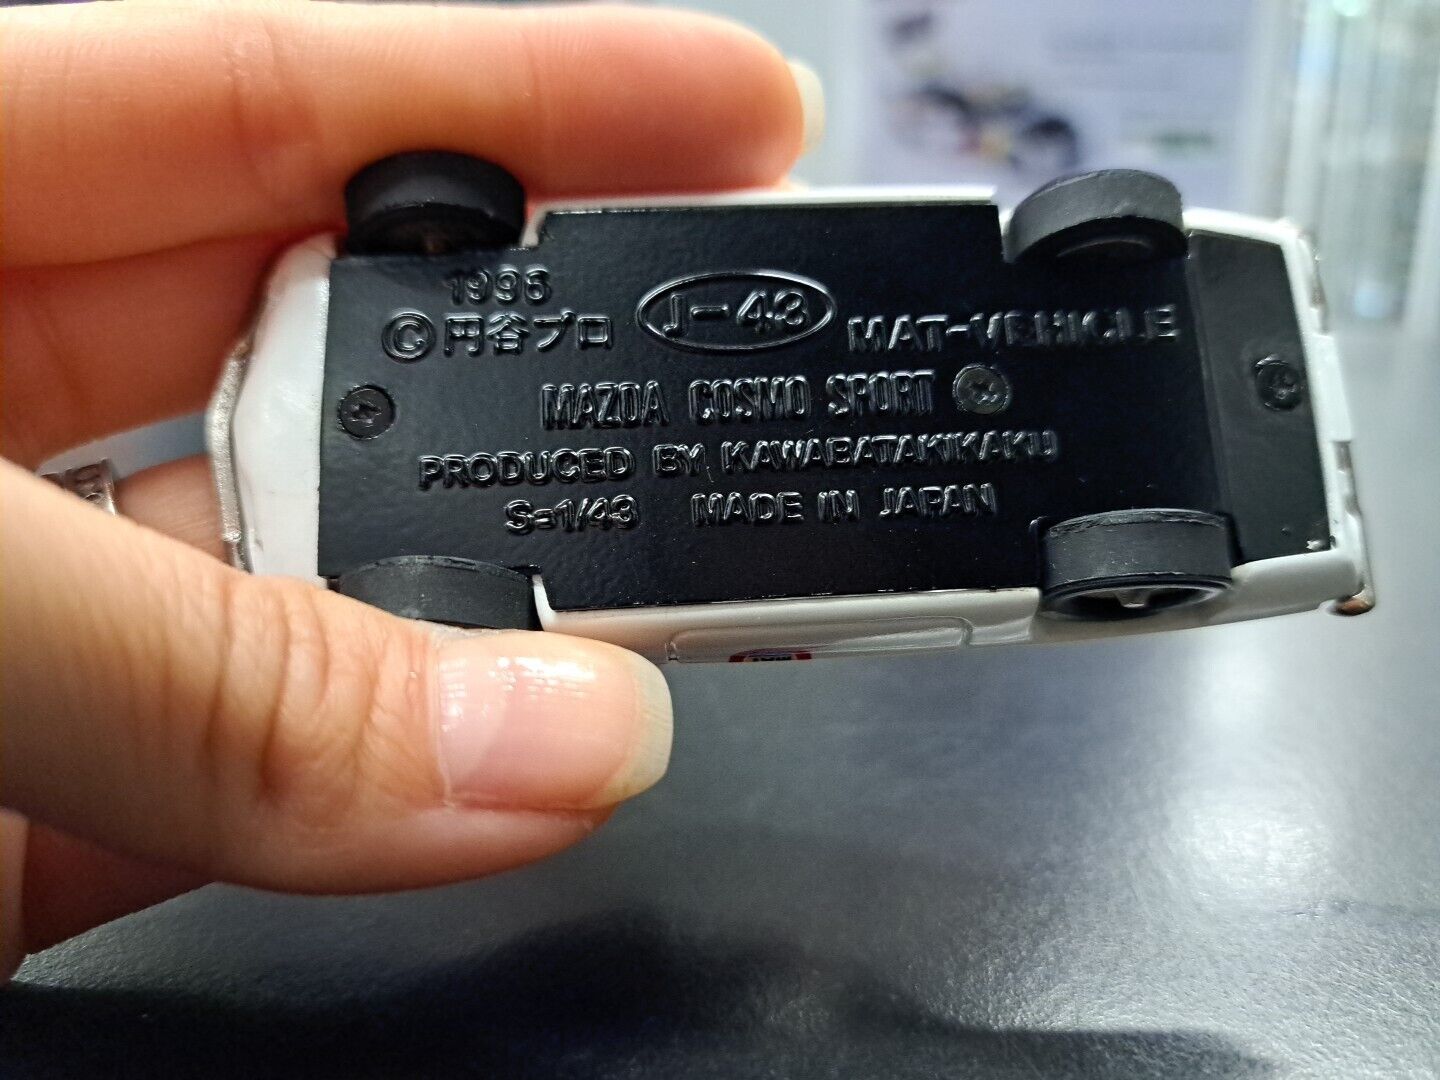 1996
©円谷プロ
J-43
MAT-VEHICLE
MAZDA COSMO SPORT
PRODUCED BY KAWABATAKIKAKU
S=1/43 MADE IN JAPAN
MAT